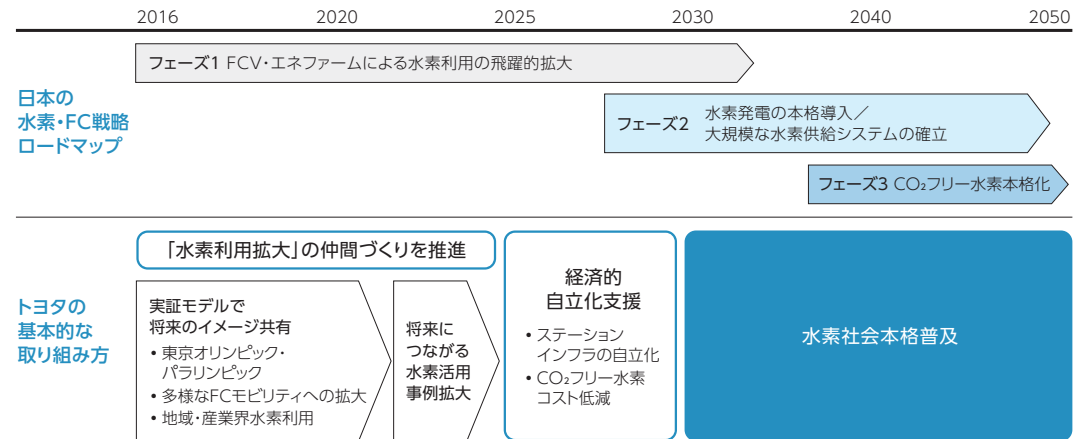 2016 2020 2025 2030 2040 2050
日本の
水素・FC戦略
ロードマップ
フェーズ1 FCV・エネファームによる水素利用の飛躍的拡大
フェーズ2 水素発電の本格導入／
大規模な水素供給システムの確立
フェーズ3 CO₂フリー水素本格化
トヨタの
基本的な
取り組み方
「水素利用拡大」の仲間づくりを推進
実証モデルで
将来のイメージ共有
• 東京オリンピック・
パラリンピック
• 多様なFCモビリティへの拡大
• 地域・産業界水素利用
将来に
つながる
水素活用
事例拡大
経済的
自立化支援
• ステーション
インフラの自立化
• CO₂フリー水素
コスト低減
水素社会本格普及